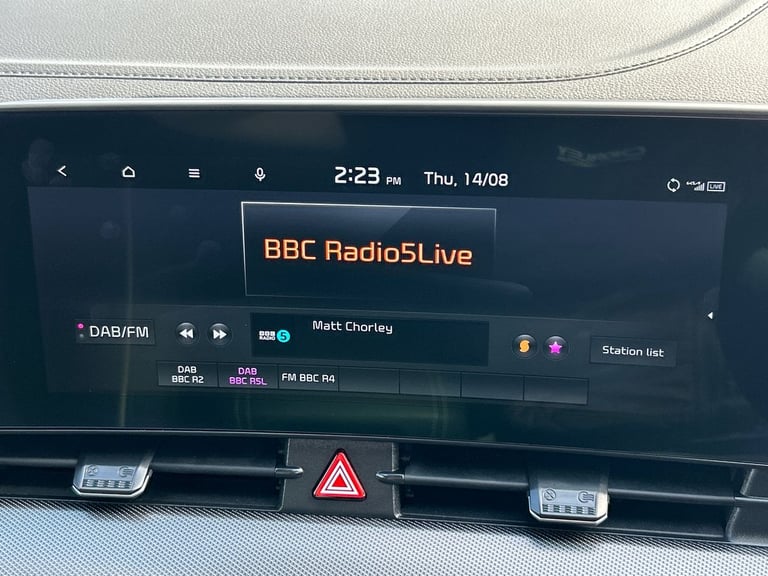 2:23 PM Thu, 14/08
LIVE
BBC Radio5Live
DAB/FM
BBC
RADIO 5
Matt Chorley
Station list
DAB
BBC R2
DAB
BBC R5L
FM BBC R4